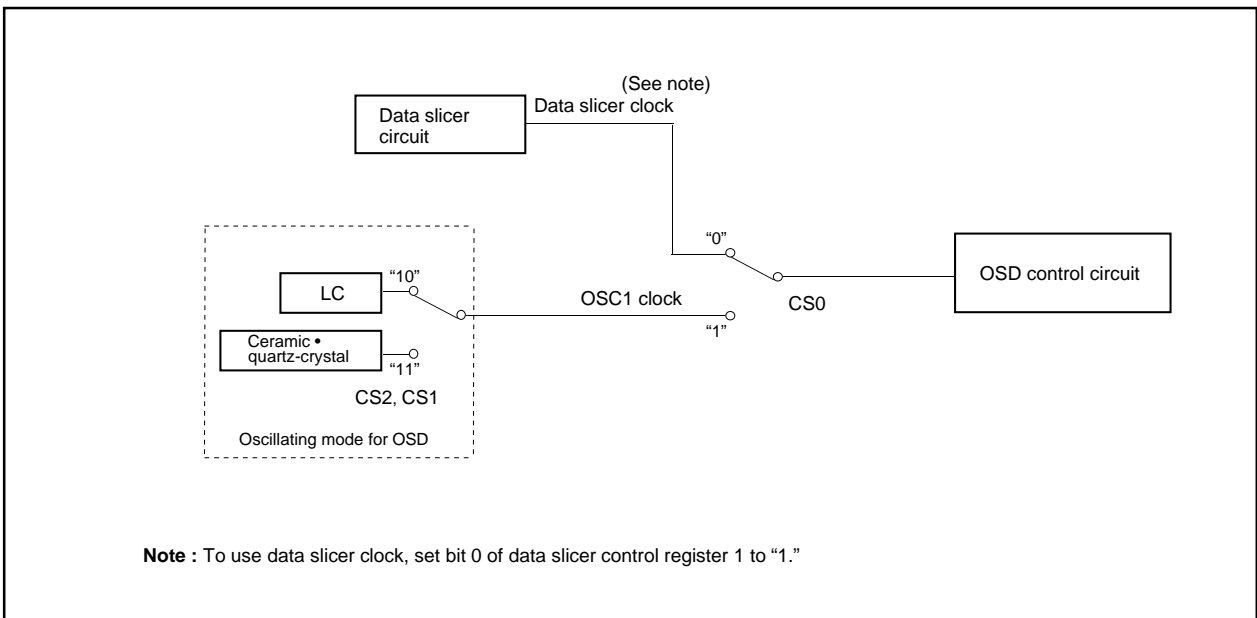 (See note)
Data slicer clock
Data slicer
circuit
“0”
OSD control circuit
“10”
LC
OSC1 clock
CS0
“1”
Ceramic •
quartz-crystal
“11”
CS2, CS1
Oscillating mode for OSD
Note : To use data slicer clock, set bit 0 of data slicer control register 1 to “1.”